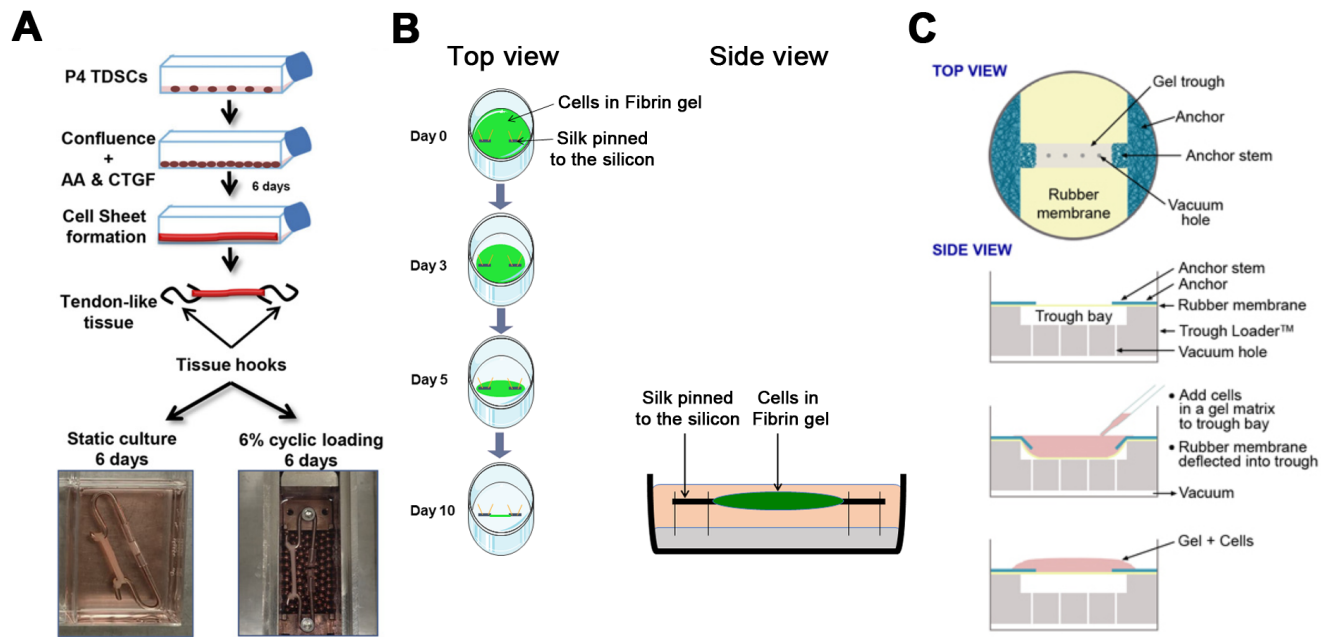 A
P4 TDSCs
Confluence
+
AA & CTGF
6 days
Cell Sheet
formation
Tendon-like
tissue
Tissue hooks
Static culture
6 days
6% cyclic loading
6 days
B
Top view
Side view
Day 0
Cells in Fibrin gel
Silk pinned
to the silicon
Day 3
Day 5
Day 10
Silk pinned
to the silicon
Cells in
Fibrin gel
C
TOP VIEW
Gel trough
Anchor
Anchor stem
Vacuum
hole
Rubber
membrane
SIDE VIEW
Anchor stem
Anchor
Rubber membrane
Trough bay
Trough Loader™
Vacuum hole
• Add cells
in a gel matrix
to trough bay
• Rubber membrane
deflected into trough
Vacuum
Gel + Cells